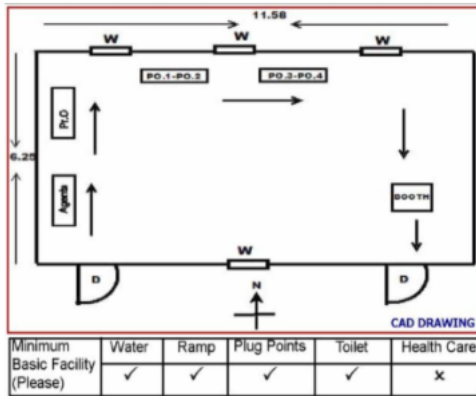 11.58
W
W
W
PO.1-PO.2
PO.3-PO.4
Pr.O
6.25
Agents
BOOTH
W
D
D
N
CAD DRAWING
Minimum Basic Facility (Please)
Water
Ramp
Plug Points
Toilet
Health Care
✓ ✓ ✓ ✓ x